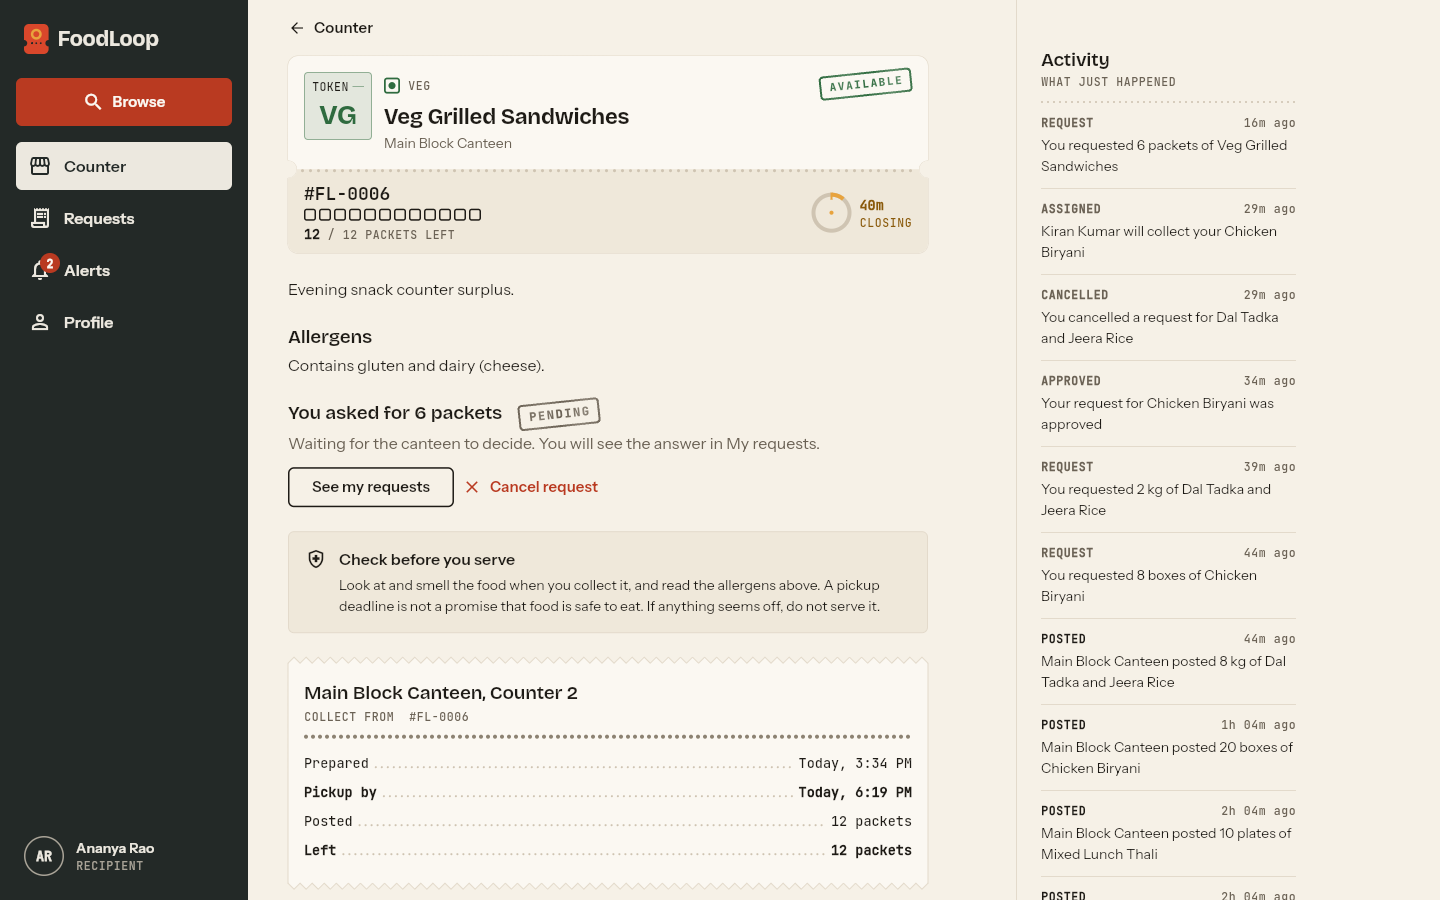 FoodLoop
Browse
Counter
Requests
2
Alerts
Profile
AR
Ananya Rao
RECIPIENT
Counter
TOKEN
VG
VEG
Veg Grilled Sandwiches
Main Block Canteen
AVAILABLE
#FL-0006
12 / 12 PACKETS LEFT
40m
CLOSING
Evening snack counter surplus.
Allergens
Contains gluten and dairy (cheese).
You asked for 6 packets
PENDING
Waiting for the canteen to decide. You will see the answer in My requests.
See my requests
Cancel request
Check before you serve
Look at and smell the food when you collect it, and read the allergens above. A pickup
deadline is not a promise that food is safe to eat. If anything seems off, do not serve it.
Main Block Canteen, Counter 2
COLLECT FROM #FL-0006
Prepared Today, 3:34 PM
Pickup by Today, 6:19 PM
Posted 12 packets
Left 12 packets
Activity
WHAT JUST HAPPENED
REQUEST 16m ago
You requested 6 packets of Veg Grilled
Sandwiches
ASSIGNED 29m ago
Kiran Kumar will collect your Chicken
Biryani
CANCELLED 29m ago
You cancelled a request for Dal Tadka
and Jeera Rice
APPROVED 34m ago
Your request for Chicken Biryani was
approved
REQUEST 39m ago
You requested 2 kg of Dal Tadka and
Jeera Rice
REQUEST 44m ago
You requested 8 boxes of Chicken
Biryani
POSTED 44m ago
Main Block Canteen posted 8 kg of Dal
Tadka and Jeera Rice
POSTED 1h 04m ago
Main Block Canteen posted 20 boxes of
Chicken Biryani
POSTED 2h 04m ago
Main Block Canteen posted 10 plates of
Mixed Lunch Thali
POSTED 2h 04m ago